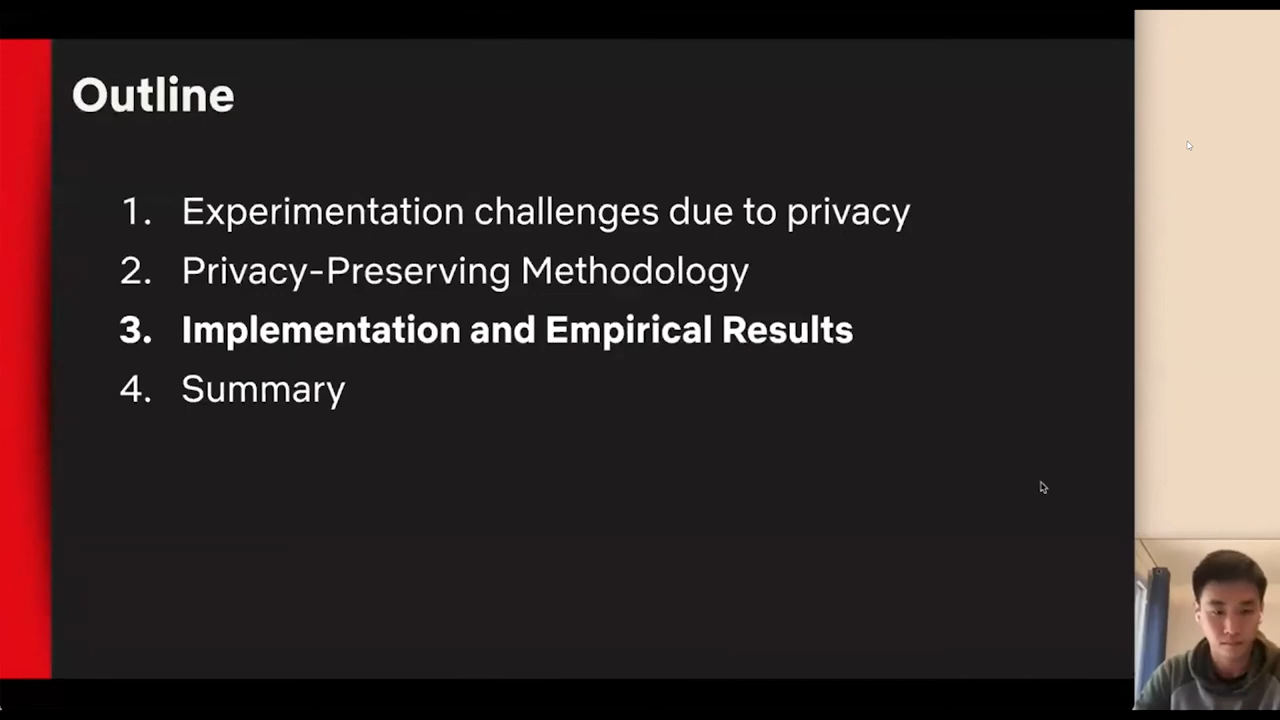 Outline
1. Experimentation challenges due to privacy
2. Privacy-Preserving Methodology
3. Implementation and Empirical Results
4. Summary